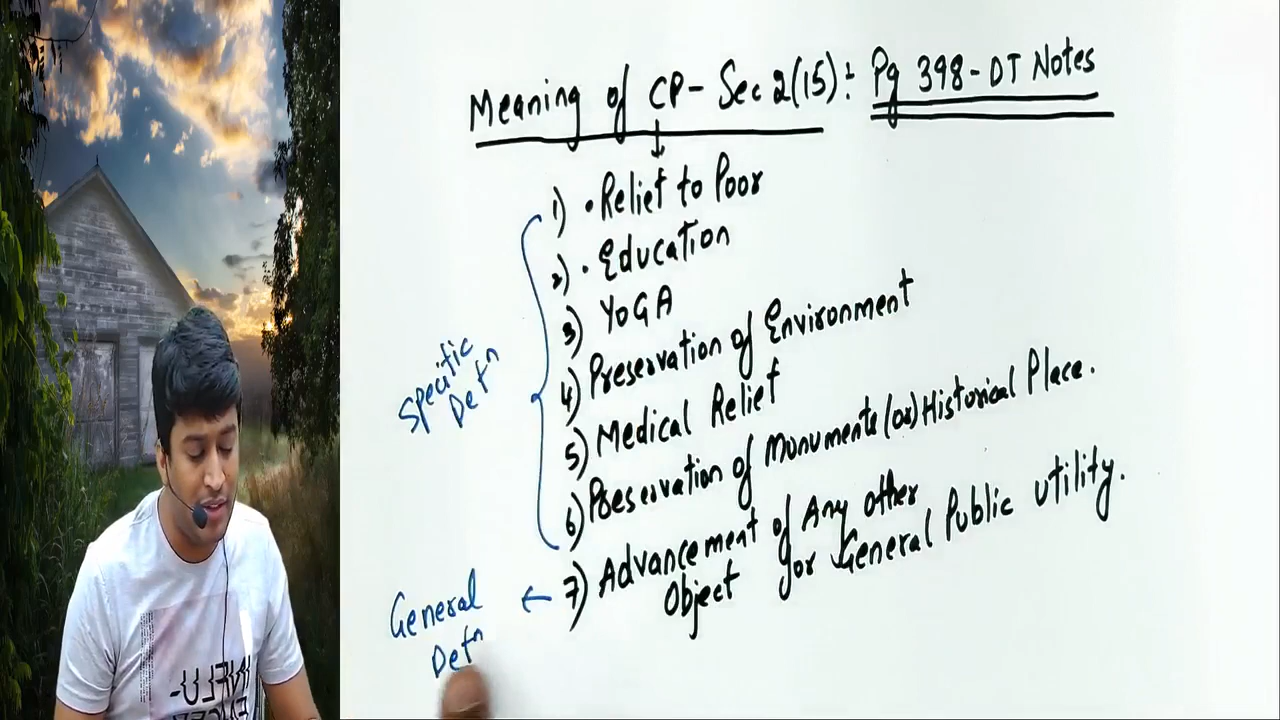 Meaning of CP- Sec 2(15): Pg 398-DT Notes
1) • Relief to Poor
2) • Education
3) YOGA
4) Preservation of Environment
5) Medical Relief
6) Preservation of Monuments (or) Historical Place.
7) Advancement of Any other
Object for General Public utility.
Specific
Defn
General
Defn